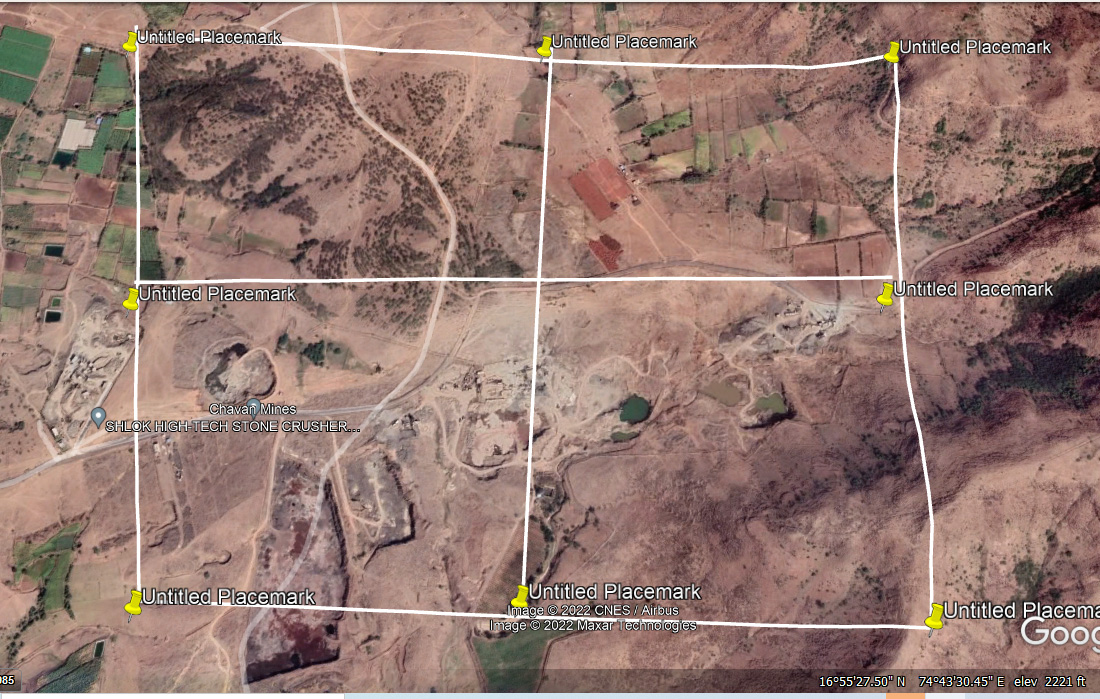 Untitled Placemark
Untitled Placemark
Untitled Placemark
Untitled Placemark
Untitled Placemark
Chavan Mines
SHLOK HIGH-TECH STONE CRUSHER...
Untitled Placemark
Untitled Placemark
Untitled Placema
Image © 2022 CNES / Airbus
Image © 2022 Maxar Technologies
Goog
985
16°55'27.50" N 74°43'30.45" E elev 2221 ft